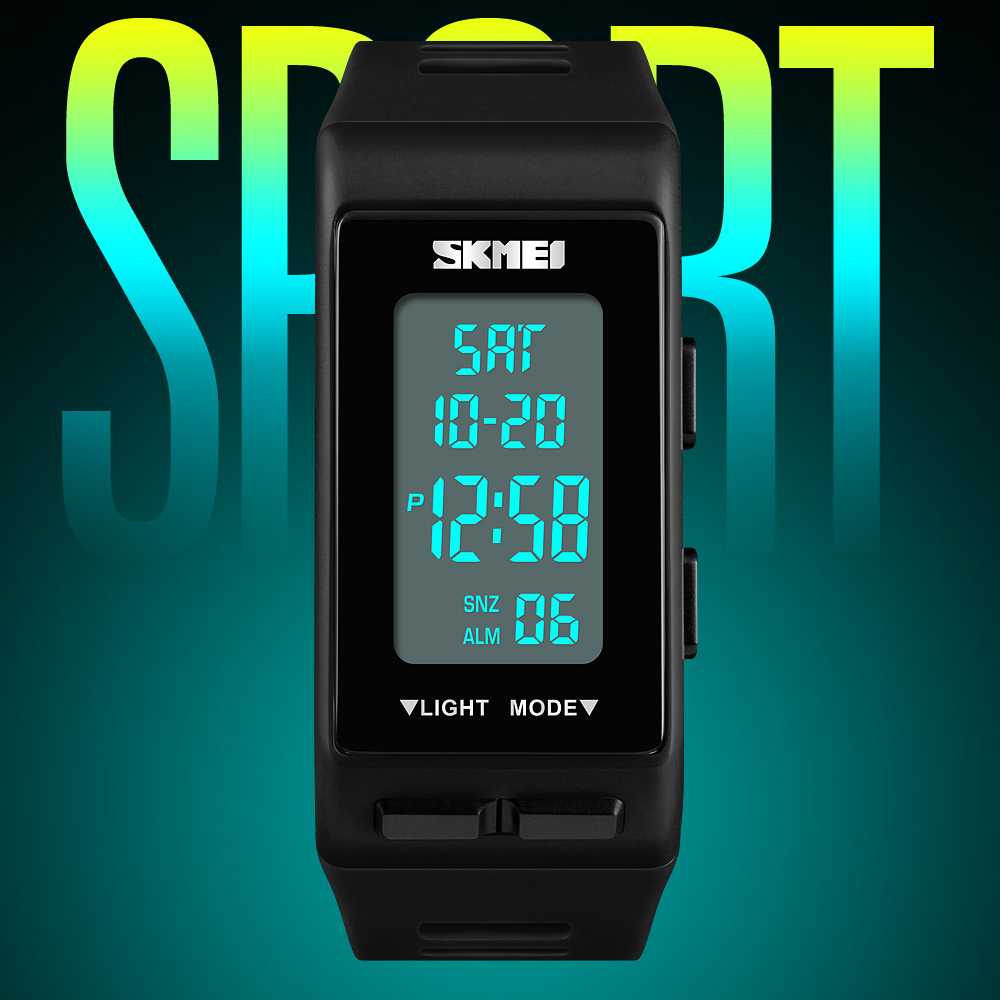 SPORT
SKMEI
SAT
10-20
P 12:58
SNZ
ALM 06
▼LIGHT MODE▼